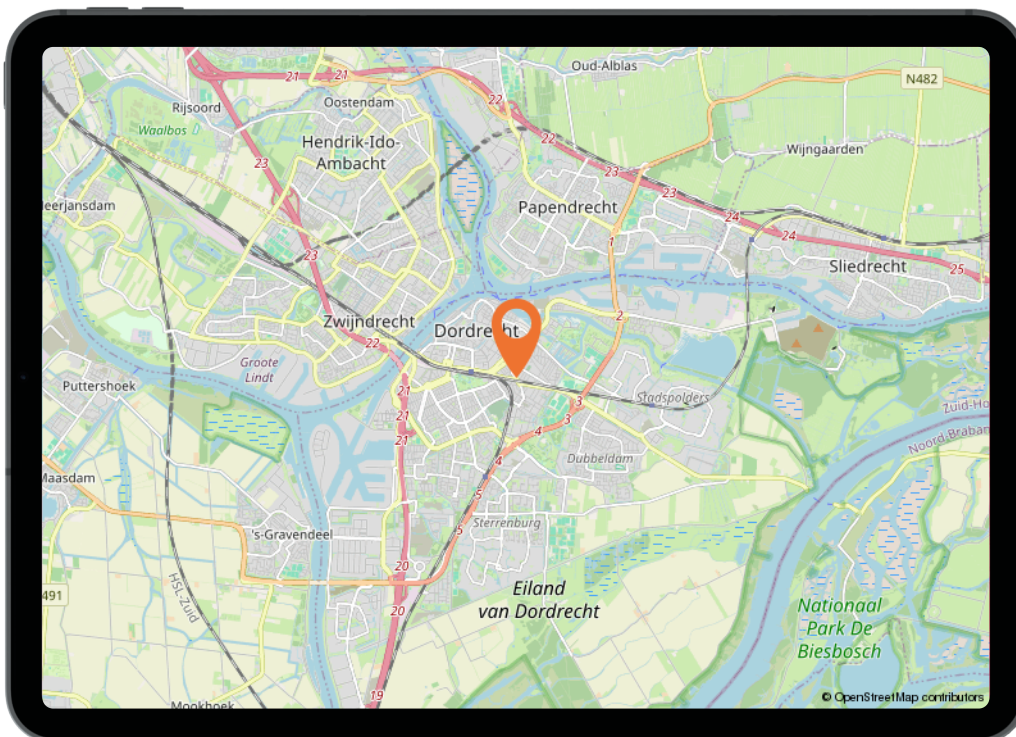 21
21
Oud-Alblas
N482
22
Rijsoord
Oostendam
Waalbos
Hendrik-Ido-
Ambacht
22
Wijngaarden
23
23
23
eerjansdam
Papendrecht
24
24
1
23
Sliedrecht
25
2
Zwijndrecht
Dordrecht
22
Groote
Lindt
Puttershoek
21
Stadspolders
3
Zuid-Ho
21
3
4
21
Noord-Braban
4
Dubbeldam
Maasdam
5
Sterrenburg
5
's-Gravendeel
20
HSL-Zuid
Eiland
van Dordrecht
491
20
Nationaal
Park De
Biesbosch
19
Mookhoek
© OpenStreetMap contributors